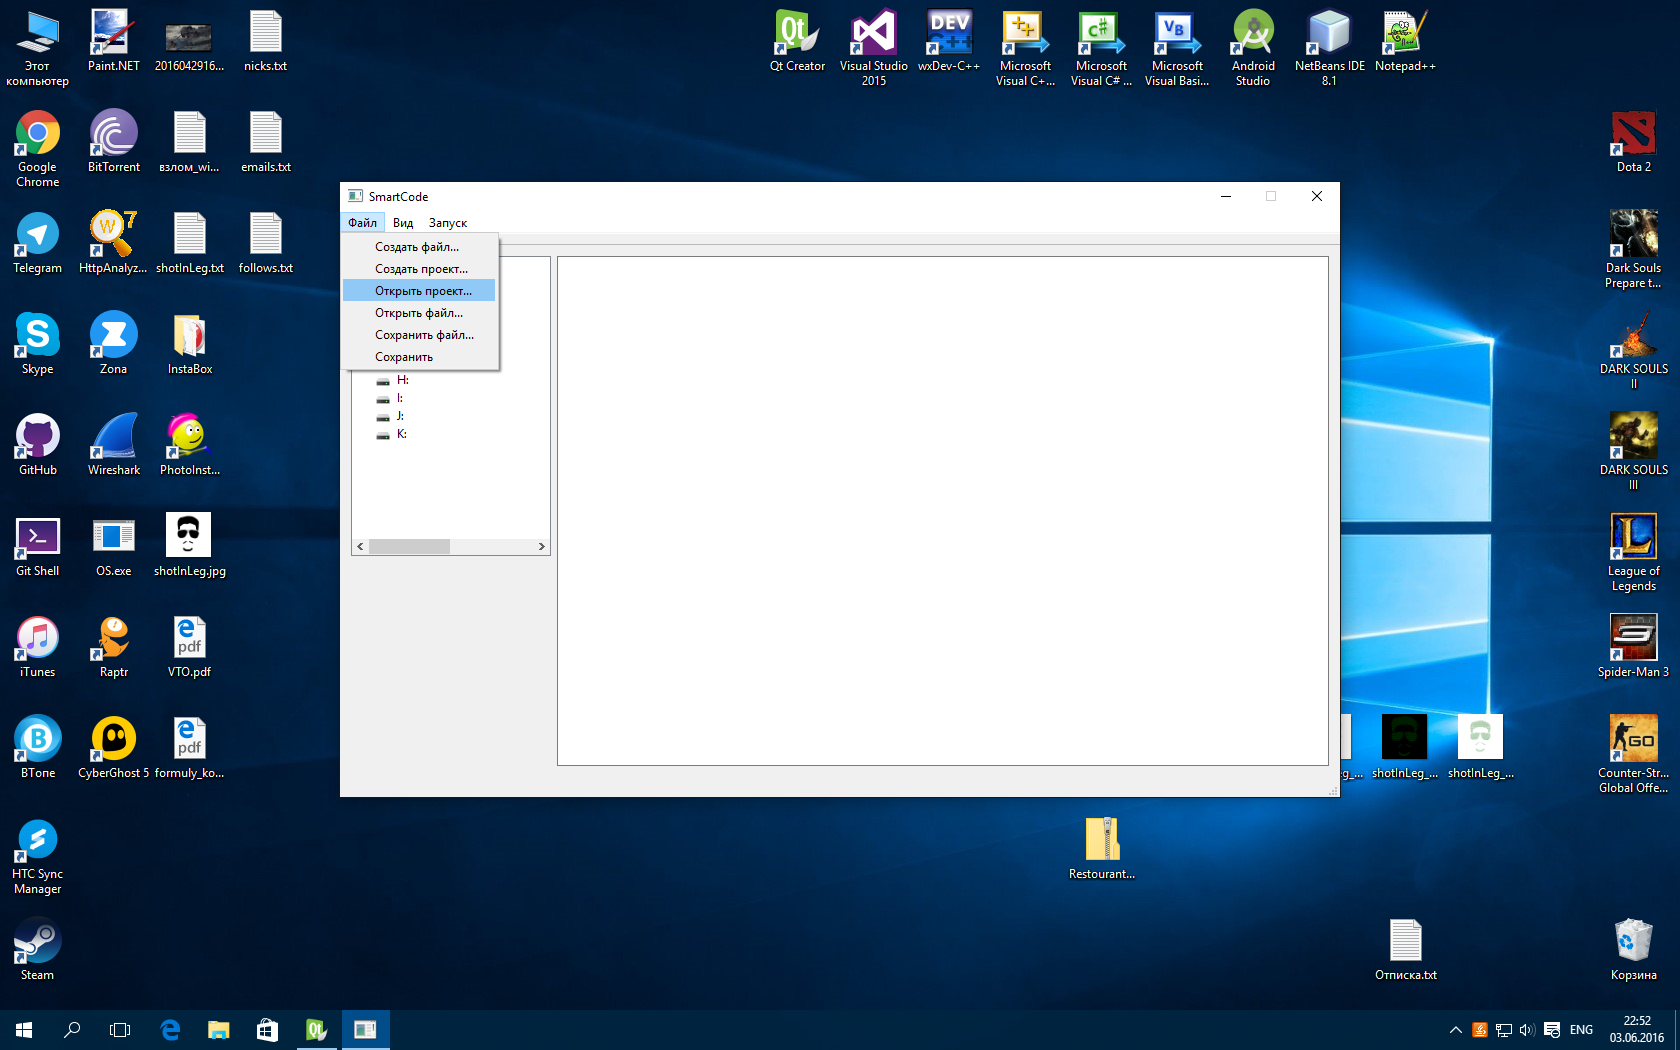 Этот
компьютер
Paint.NET
2016042916...
nicks.txt
Qt Creator
Visual Studio
2015
wxDev-C++
Microsoft
Visual C+...
Microsoft
Visual C# ...
Microsoft
Visual Basi...
Android
Studio
NetBeans IDE
8.1
Notepad++
Google
Chrome
BitTorrent
взлом_wi...
emails.txt
Dota 2
Telegram
HttpAnalyz...
shotInLeg.txt
follows.txt
Dark Souls
Prepare t...
Skype
Zona
InstaBox
DARK SOULS
II
GitHub
Wireshark
PhotoInst...
DARK SOULS
III
Git Shell
OS.exe
shotInLeg.jpg
League of
Legends
iTunes
Raptr
VTO.pdf
Spider-Man 3
ВТопе
CyberGhost 5
formuly_ko...
Counter-Str...
Global Offe...
HTC Sync
Manager
Steam
SmartCode
Файл
Вид
Запуск
Создать файл...
Создать проект...
Открыть проект...
Открыть файл...
Сохранить файл...
Сохранить
H:
I:
J:
K:
g_...
shotInLeg_...
shotInLeg_...
Restourant...
Отписка.txt
Корзина
ENG
22:52
03.06.2016